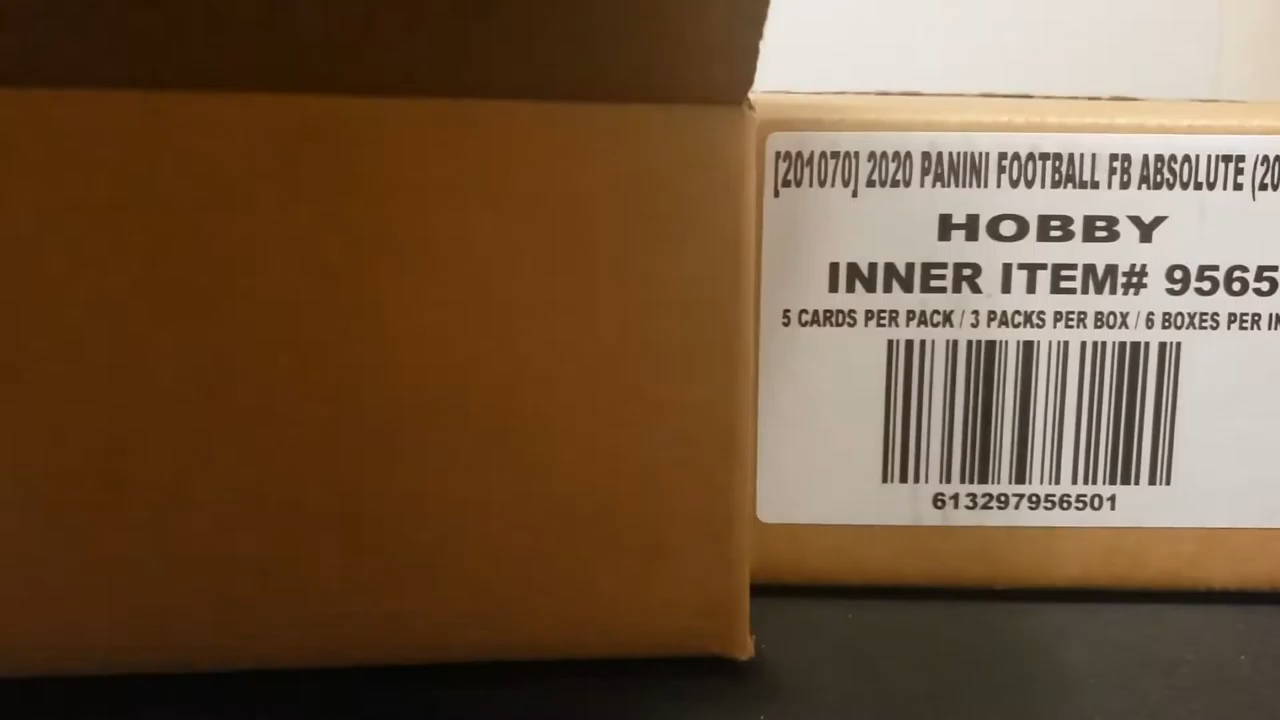 [201070] 2020 PANINI FOOTBALL FB ABSOLUTE (20
HOBBY
INNER ITEM# 9565
5 CARDS PER PACK / 3 PACKS PER BOX / 6 BOXES PER IN
613297956501